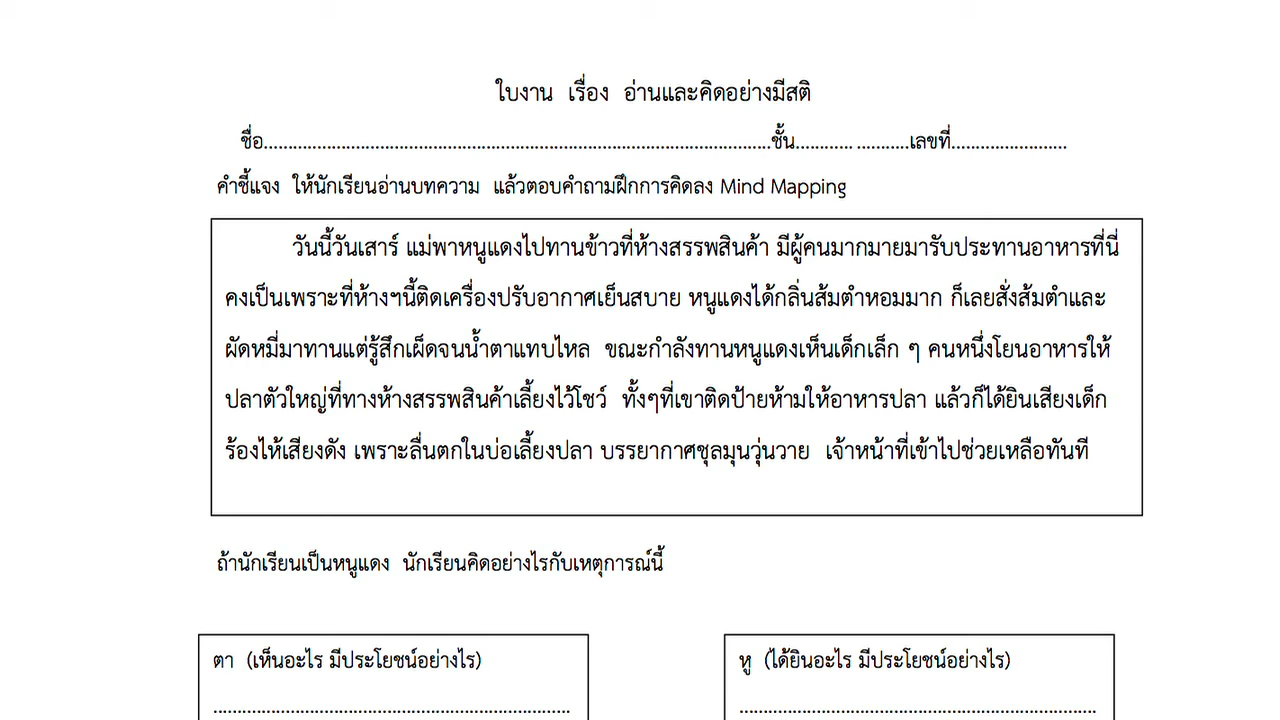 ใบงาน เรื่อง อ่านและคิดอย่างมีสติ
ชื่อ..........................................................................................................ชั้น............ ...........เลขที่........................
คำชี้แจง ให้นักเรียนอ่านบทความ แล้วตอบคำถามฝึกการคิดลง Mind Mapping
วันนี้วันเสาร์ แม่พาหนูแดงไปทานข้าวที่ห้างสรรพสินค้า มีผู้คนมากมายมารับประทานอาหารที่นี่
คงเป็นเพราะที่ห้างฯนี้ติดเครื่องปรับอากาศเย็นสบาย หนูแดงได้กลิ่นส้มตำหอมมาก ก็เลยสั่งส้มตำและ
ผัดหมี่มาทานแต่รู้สึกเผ็ดจนน้ำตาแทบไหล ขณะกำลังทานหนูแดงเห็นเด็กเล็ก ๆ คนหนึ่งโยนอาหารให้
ปลาตัวใหญ่ที่ทางห้างสรรพสินค้าเลี้ยงไว้โชว์ ทั้งๆที่เขาติดป้ายห้ามให้อาหารปลา แล้วก็ได้ยินเสียงเด็ก
ร้องไห้เสียงดัง เพราะลื่นตกในบ่อเลี้ยงปลา บรรยากาศชุลมุนวุ่นวาย เจ้าหน้าที่เข้าไปช่วยเหลือทันที
ถ้านักเรียนเป็นหนูแดง นักเรียนคิดอย่างไรกับเหตุการณ์นี้
ตา (เห็นอะไร มีประโยชน์อย่างไร)
...........................................................................
หู (ได้ยินอะไร มีประโยชน์อย่างไร)
...........................................................................